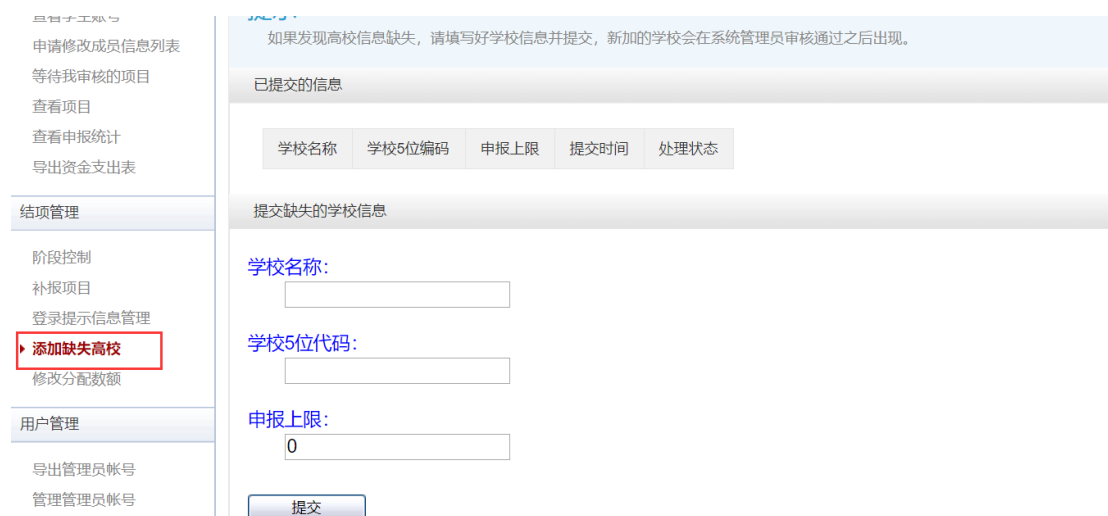 申请修改成员信息列表
等待我审核的项目
查看项目
查看申报统计
导出资金支出表
结项管理
阶段控制
补报项目
登录提示信息管理
添加缺失高校
修改分配数额
用户管理
导出管理员帐号
管理管理员帐号
如果发现高校信息缺失，请填写好学校信息并提交，新加的学校会在系统管理员审核通过之后出现。
已提交的信息
学校名称 学校5位编码 申报上限 提交时间 处理状态
提交缺失的学校信息
学校名称：
学校5位代码：
申报上限：
0
提交